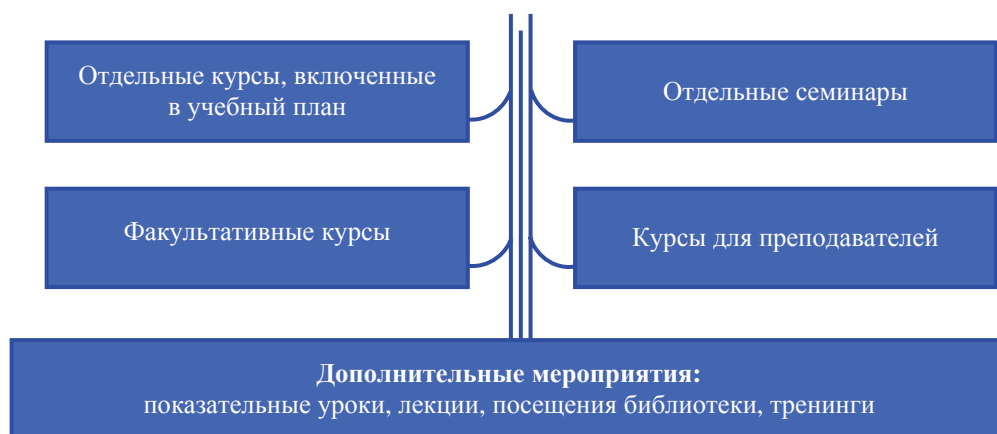 Отдельные курсы, включенные
в учебный план
Отдельные семинары
Факультативные курсы
Курсы для преподавателей
Дополнительные мероприятия:
показательные уроки, лекции, посещения библиотеки, тренинги